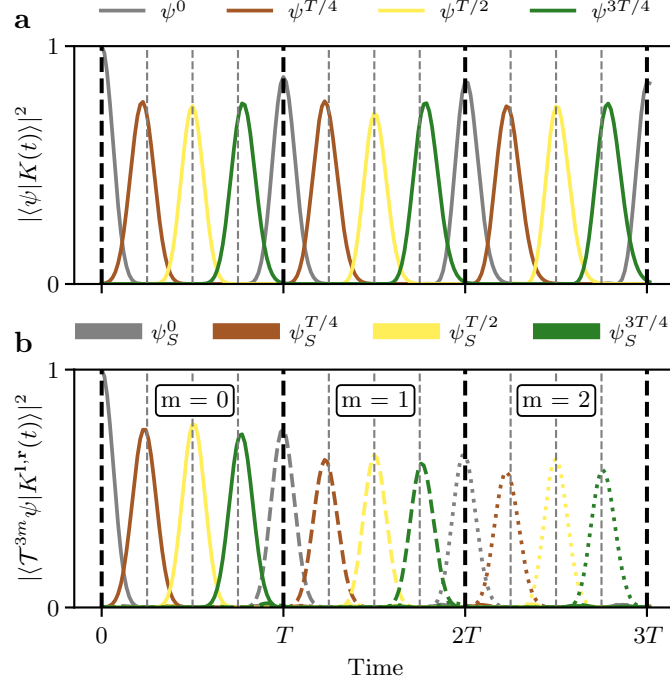 a
ψ^0 ψ^{T/4} ψ^{T/2} ψ^{3T/4}
1
|⟨ψ|K(t)⟩|^2
0
b
ψ_S^0 ψ_S^{T/4} ψ_S^{T/2} ψ_S^{3T/4}
1
m = 0 m = 1 m = 2
|⟨𝒯^{3m}ψ|K^{l,r}(t)⟩|^2
0
0 T 2T 3T
Time